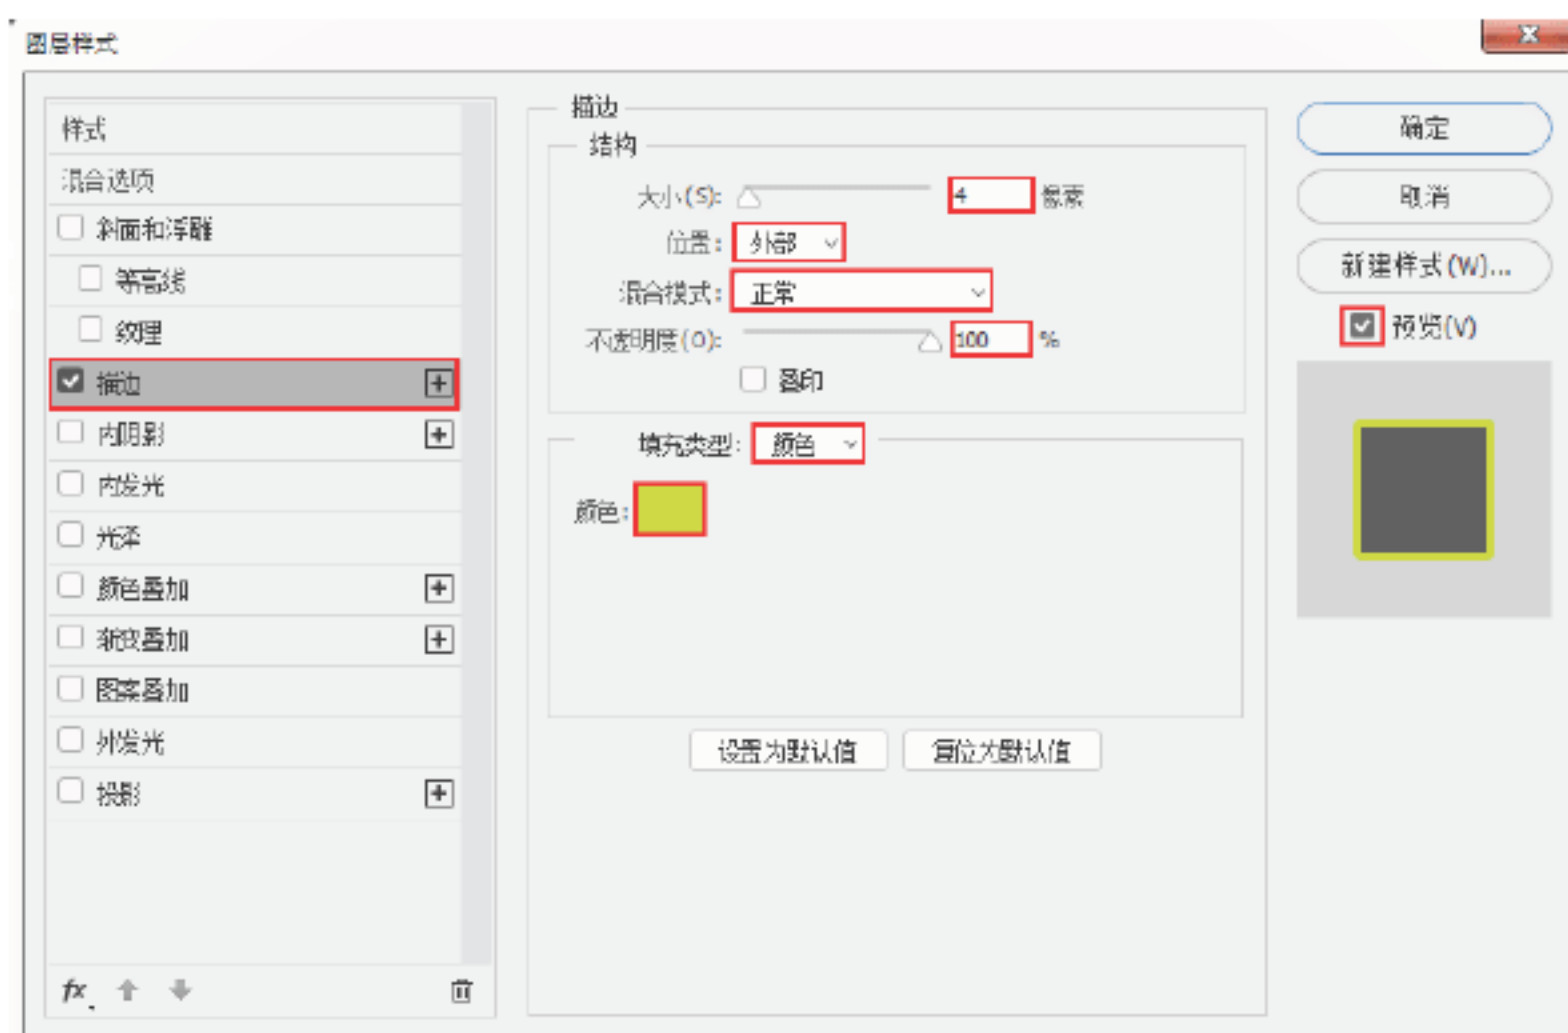 图层样式
样式
混合选项
斜面和浮雕
等高线
纹理
描边
内阴影
内发光
光泽
颜色叠加
渐变叠加
图案叠加
外发光
投影
fx
描边
结构
大小(S): 4 像素
位置: 外部
混合模式: 正常
不透明度(O): 100 %
叠印
填充类型: 颜色
颜色:
设置为默认值 复位为默认值
确定
取消
新建样式(W)...
预览(V)